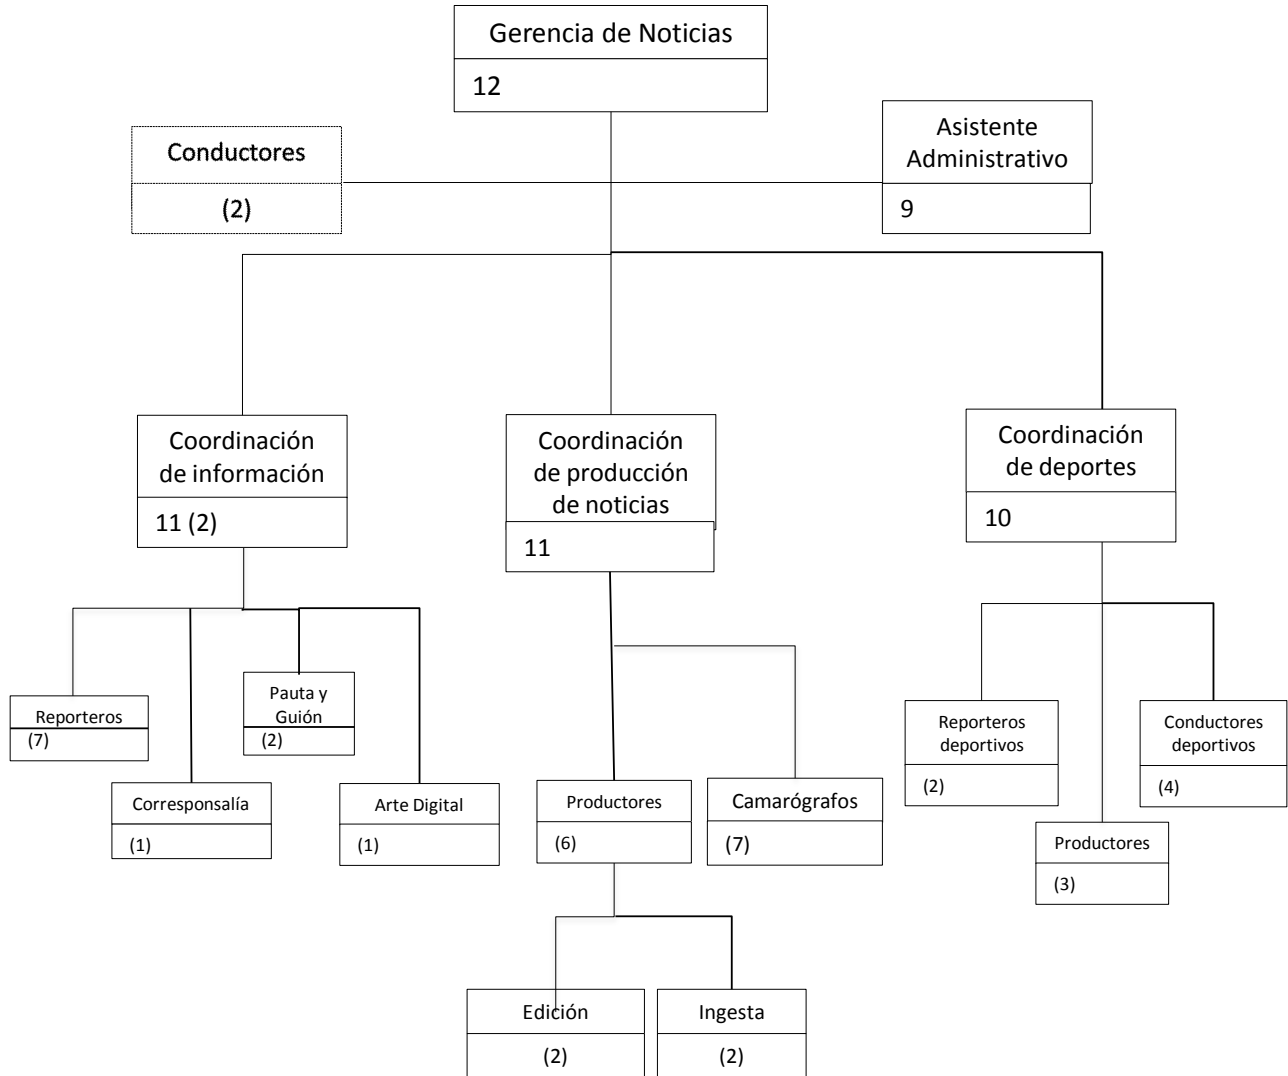 Gerencia de Noticias
12
Conductores
(2)
Asistente
Administrativo
9
Coordinación
de información
11 (2)
Coordinación
de producción
de noticias
11
Coordinación
de deportes
10
Reporteros
(7)
Corresponsalía
(1)
Pauta y
Guión
(2)
Arte Digital
(1)
Productores
(6)
Camarógrafos
(7)
Reporteros
deportivos
(2)
Productores
(3)
Conductores
deportivos
(4)
Edición
(2)
Ingesta
(2)